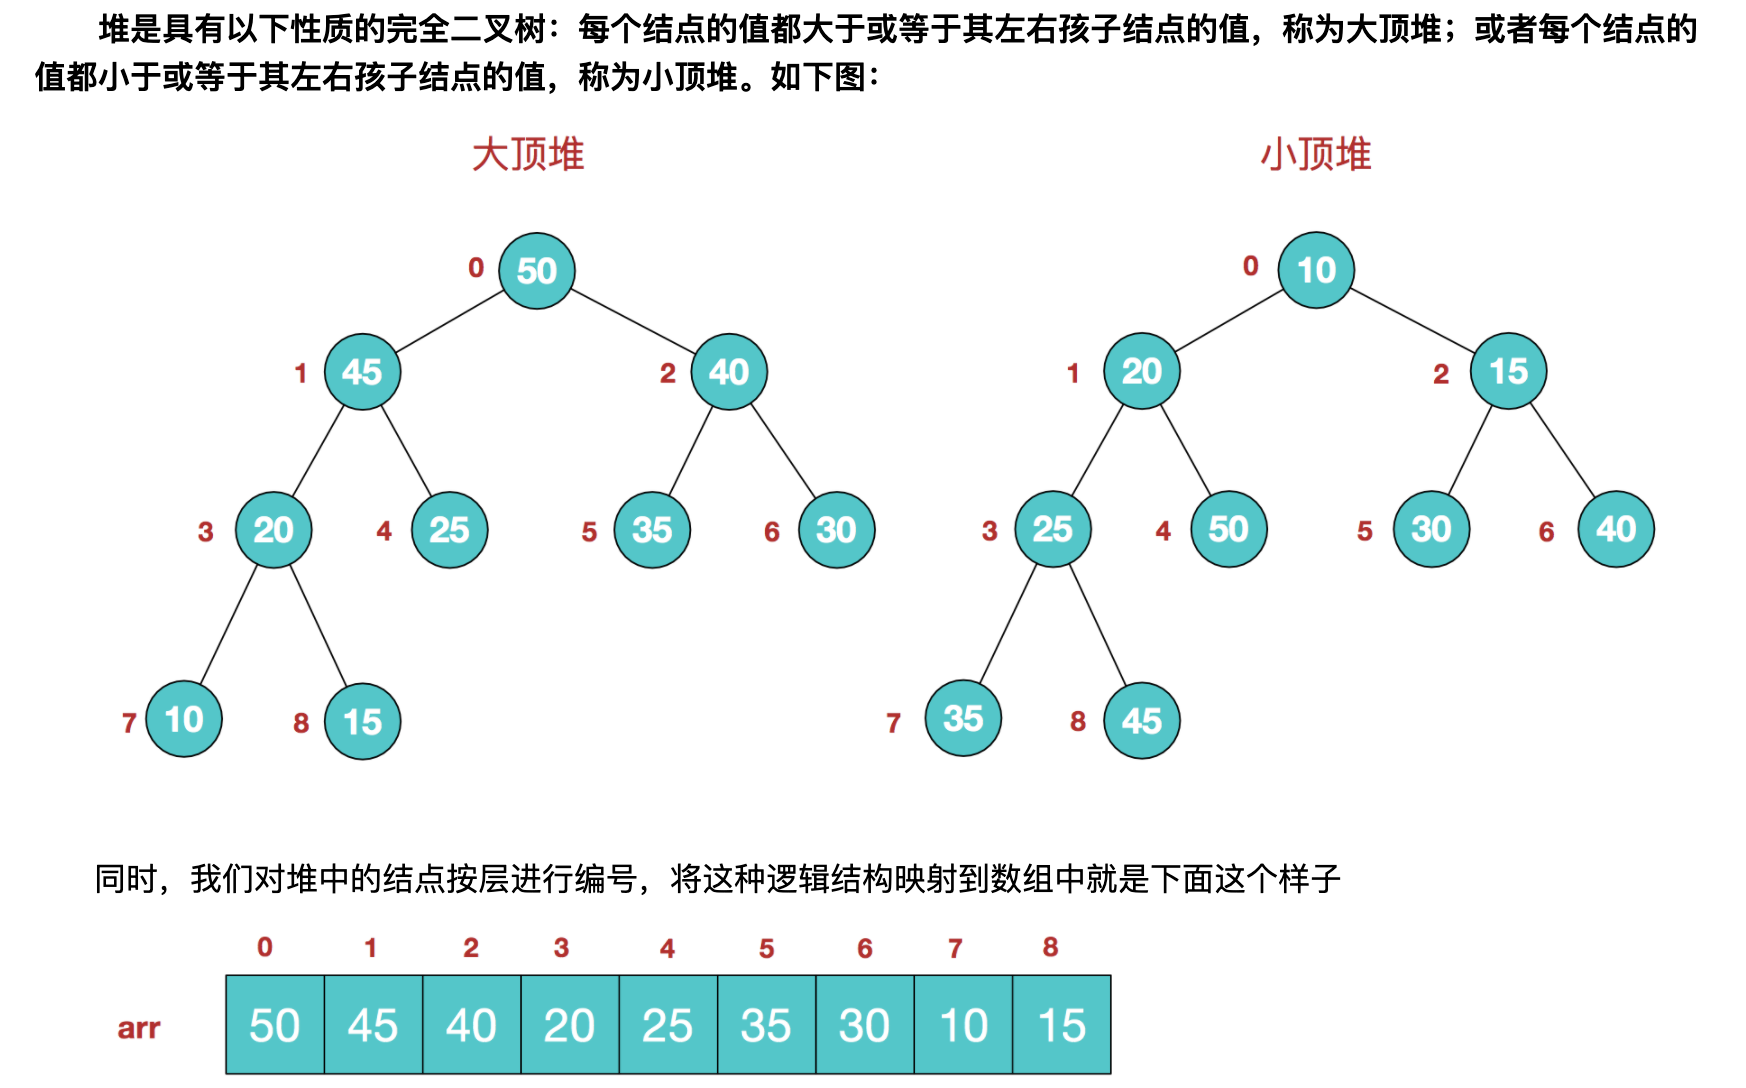 堆是具有以下性质的完全二叉树：每个结点的值都大于或等于其左右孩子结点的值，称为大顶堆；或者每个结点的
值都小于或等于其左右孩子结点的值，称为小顶堆。如下图：
大顶堆 小顶堆
0 50 0 10
1 45 2 40 1 20 2 15
3 20 4 25 5 35 6 30 3 25 4 50 5 30 6 40
7 10 8 15 7 35 8 45
同时，我们对堆中的结点按层进行编号，将这种逻辑结构映射到数组中就是下面这个样子
0 1 2 3 4 5 6 7 8
arr 50 45 40 20 25 35 30 10 15